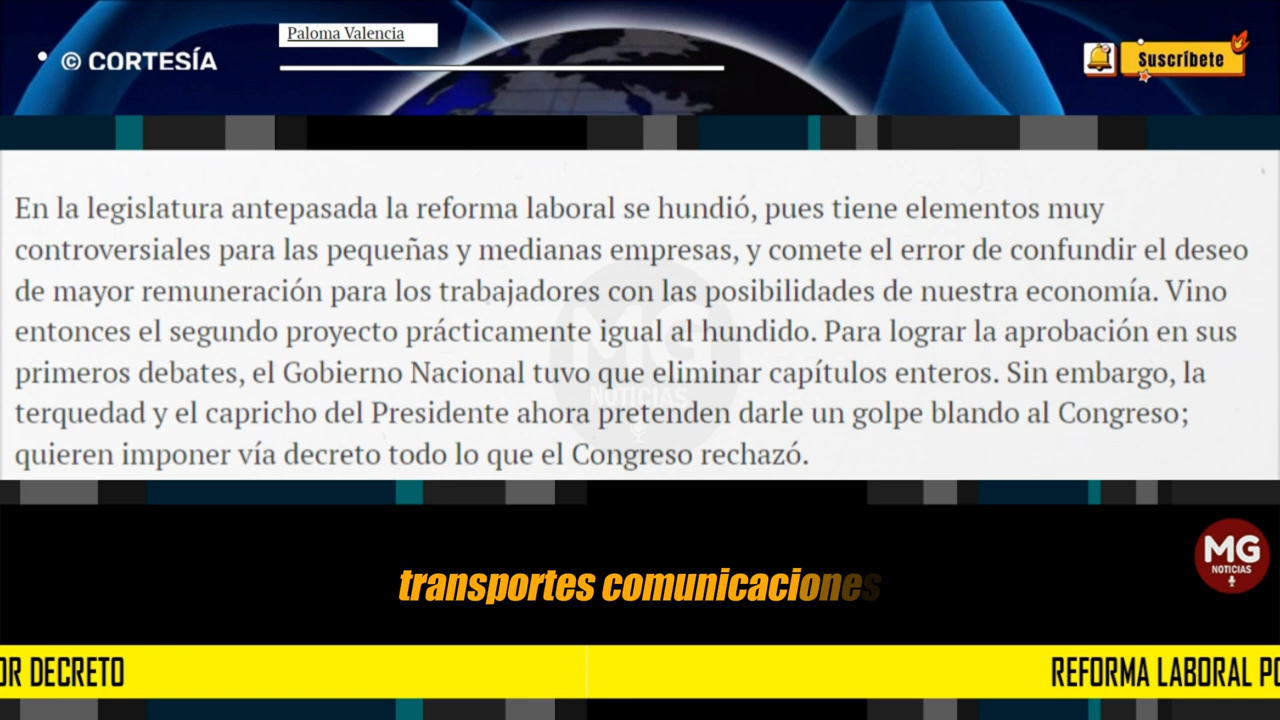 Paloma Valencia
© CORTESÍA
Suscríbete
En la legislatura antepasada la reforma laboral se hundió, pues tiene elementos muy
controversiales para las pequeñas y medianas empresas, y comete el error de confundir el deseo
de mayor remuneración para los trabajadores con las posibilidades de nuestra economía. Vino
entonces el segundo proyecto prácticamente igual al hundido. Para lograr la aprobación en sus
primeros debates, el Gobierno Nacional tuvo que eliminar capítulos enteros. Sin embargo, la
terquedad y el capricho del Presidente ahora pretenden darle un golpe blando al Congreso;
quieren imponer vía decreto todo lo que el Congreso rechazó.
MG
NOTICIAS
transportes comunicaciones
MG
NOTICIAS
OR DECRETO
REFORMA LABORAL PO